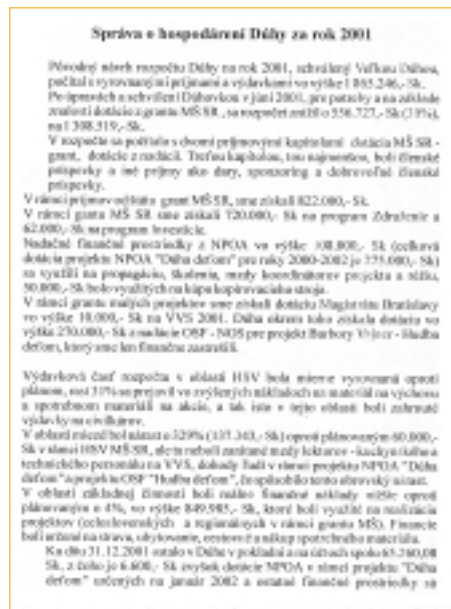 Správa o hospodárení Dúhy za rok 2001
Pôvodný návrh rozpočtu Dúhy na rok 2001, schválený Veľkou Dúhou,
počítal s vyrovnanými príjmami a výdavkami vo výške 1 865.246,- Sk.
Po úpravách a schválení Dúhovkou v júni 2001, pre potreby a na základe
znalosti dotácie z grantu MŠ SR, sa rozpočet znížil o 556.727,- Sk (31%),
na 1 308.519,- Sk.
V rozpočte sa počítalo s dvomi príjmovými kapitolami dotácia MŠ SR -
grant, dotácie z nadácií. Treťou kapitolou, tou najmenšou, boli členské
príspevky a iné príjmy ako dary, sponzoring a dobrovoľné členské
príspevky.
V rámci príjmov grant MŠ SR, sme získali 822.000,- Sk.
V rámci grantu MŠ SR sme získali 720.000,- Sk na program Združenie a
62.000,- Sk na program Investície.
Nadačné finančné prostriedky z NPOA vo výške 308.800,- Sk (celková
dotácia projektu NPOA "Dúha deťom" pre roky 2000-2002 je 775.000,- Sk)
sa využili na propagáciu, školenia, mzdy koordinátorov projektu a réžiu,
50.000,- Sk bolo využitých na kúpu kopírovacieho stroja.
V rámci grantu malých projektov sme získali dotáciu Magistrátu Bratislavy
vo výške 10.000,- Sk na VVS 2001. Dúha okrem toho získala dotáciu vo
výške 270.000,- Sk z nadácie OSF - NOS pre projekt Barbory - Hudba
deťom, ktorý sme len finančne zastrešili.
Výdavková časť rozpočtu v oblasti HSV bola mierne vyrovnaná oproti
plánom, rast 31% sa prejavil vo zvýšených nákladoch na materiál na výchovu
a spotrebnom materiáli na akcie, a tak isto v tejto oblasti boli zahrnuté
výdavky na civilkárov.
V oblasti miezd bol nárast o 329% (137.343,- Sk) oproti plánovaným 60.000,-
Sk v rámci HSV MŠ SR, ale tu neboli zarátané mzdy lektorov - kuchynského a
technického personálu na VVS, dohody ľudí v rámci projektu NPOA "Dúha
deťom" a projektu OSF "Hudba deťom", čo spôsobilo tento obrovský nárast.
V oblasti základnej činnosti boli naše finančné náklady vyššie oproti
plánovaným o 4%, vo výške 849.985,- Sk, ktoré boli využité na realizáciu
projektov (celoslovenských a regionálnych v rámci grantu MŠ). Financie
boli určené na stravu, ubytovanie, cestovné a nákup spotrebného materiálu.
Ku dňu 31.12.2001 ostalo v Dúhe v pokladni a na účtoch spolu 65.260,08
Sk, z čoho je 6.600,- Sk zvyšok dotácie NPOA v rámci projektu "Dúha
deťom" určených na január 2002 a ostatné finančné prostriedky sú